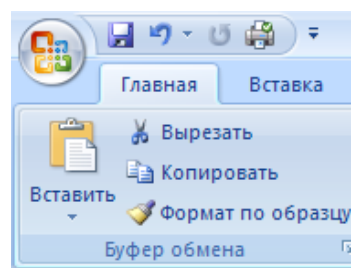 Главная Вставка
Вырезать
Копировать
Вставить
Формат по образцу
Буфер обмена